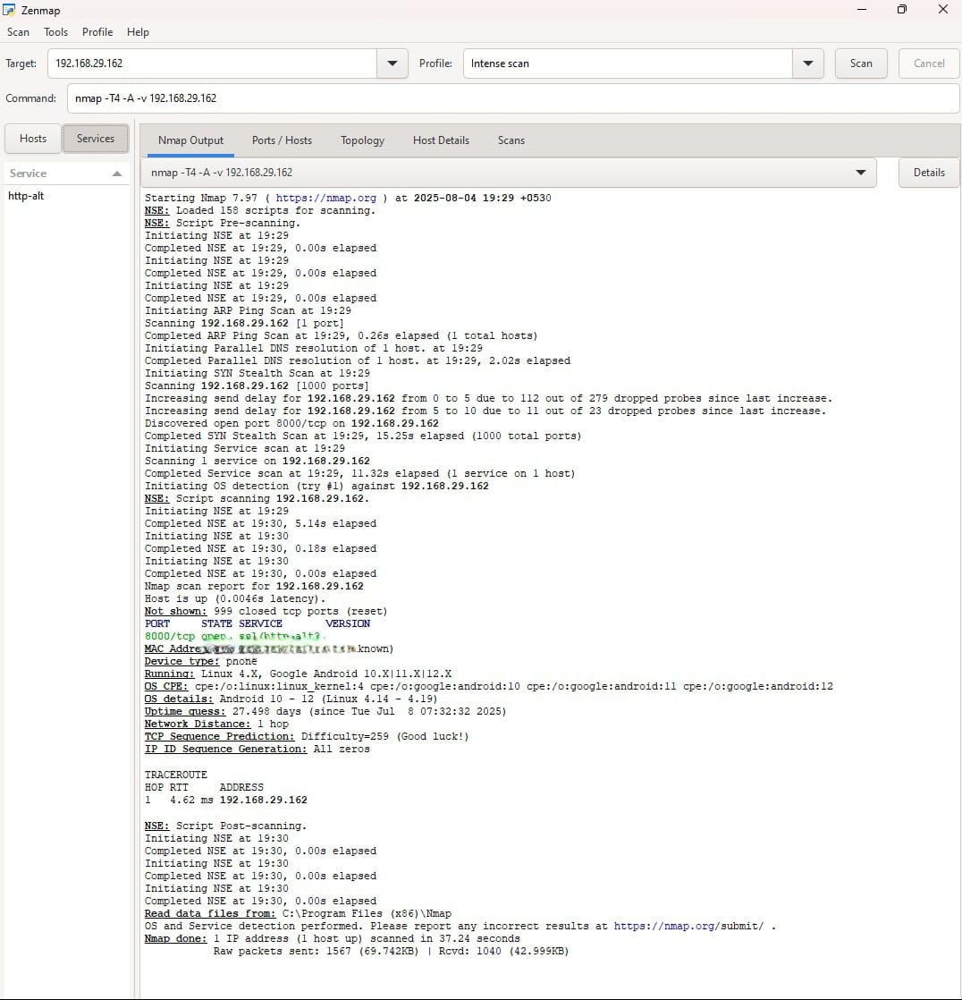 Zenmap
Scan Tools Profile Help
Target: 192.168.29.162 Profile: Intense scan Scan Cancel
Command: nmap -T4 -A -v 192.168.29.162
Hosts Services
Nmap Output Ports / Hosts Topology Host Details Scans
Service
nmap -T4 -A -v 192.168.29.162 Details
http-alt
Starting Nmap 7.97 ( https://nmap.org ) at 2025-08-04 19:29 +0530
NSE: Loaded 158 scripts for scanning.
NSE: Script Pre-scanning.
Initiating NSE at 19:29
Completed NSE at 19:29, 0.00s elapsed
Initiating NSE at 19:29
Completed NSE at 19:29, 0.00s elapsed
Initiating NSE at 19:29
Completed NSE at 19:29, 0.00s elapsed
Initiating ARP Ping Scan at 19:29
Scanning 192.168.29.162 [1 port]
Completed ARP Ping Scan at 19:29, 0.26s elapsed (1 total hosts)
Initiating Parallel DNS resolution of 1 host. at 19:29
Completed Parallel DNS resolution of 1 host. at 19:29, 2.02s elapsed
Initiating SYN Stealth Scan at 19:29
Scanning 192.168.29.162 [1000 ports]
Increasing send delay for 192.168.29.162 from 0 to 5 due to 112 out of 279 dropped probes since last increase.
Increasing send delay for 192.168.29.162 from 5 to 10 due to 11 out of 23 dropped probes since last increase.
Discovered open port 8000/tcp on 192.168.29.162
Completed SYN Stealth Scan at 19:29, 15.25s elapsed (1000 total ports)
Initiating Service scan at 19:29
Scanning 1 service on 192.168.29.162
Completed Service scan at 19:29, 11.32s elapsed (1 service on 1 host)
Initiating OS detection (try #1) against 192.168.29.162
NSE: Script scanning 192.168.29.162.
Initiating NSE at 19:29
Completed NSE at 19:30, 5.14s elapsed
Initiating NSE at 19:30
Completed NSE at 19:30, 0.18s elapsed
Initiating NSE at 19:30
Completed NSE at 19:30, 0.00s elapsed
Nmap scan report for 192.168.29.162
Host is up (0.0046s latency).
Not shown: 999 closed tcp ports (reset)
PORT STATE SERVICE VERSION
8000/tcp open ssl/http-alt?
MAC Addre known)
Device type: phone
Running: Linux 4.X, Google Android 10.X|11.X|12.X
OS CPE: cpe:/o:linux:linux_kernel:4 cpe:/o:google:android:10 cpe:/o:google:android:11 cpe:/o:google:android:12
OS details: Android 10 - 12 (Linux 4.14 - 4.19)
Uptime guess: 27.498 days (since Tue Jul  8 07:32:32 2025)
Network Distance: 1 hop
TCP Sequence Prediction: Difficulty=259 (Good luck!)
IP ID Sequence Generation: All zeros
TRACEROUTE
HOP RTT ADDRESS
1 4.62 ms 192.168.29.162
NSE: Script Post-scanning.
Initiating NSE at 19:30
Completed NSE at 19:30, 0.00s elapsed
Initiating NSE at 19:30
Completed NSE at 19:30, 0.00s elapsed
Initiating NSE at 19:30
Completed NSE at 19:30, 0.00s elapsed
Read data files from: C:\Program Files (x86)\Nmap
OS and Service detection performed. Please report any incorrect results at https://nmap.org/submit/ .
Nmap done: 1 IP address (1 host up) scanned in 37.24 seconds
Raw packets sent: 1567 (69.742KB) | Rcvd: 1040 (42.999KB)